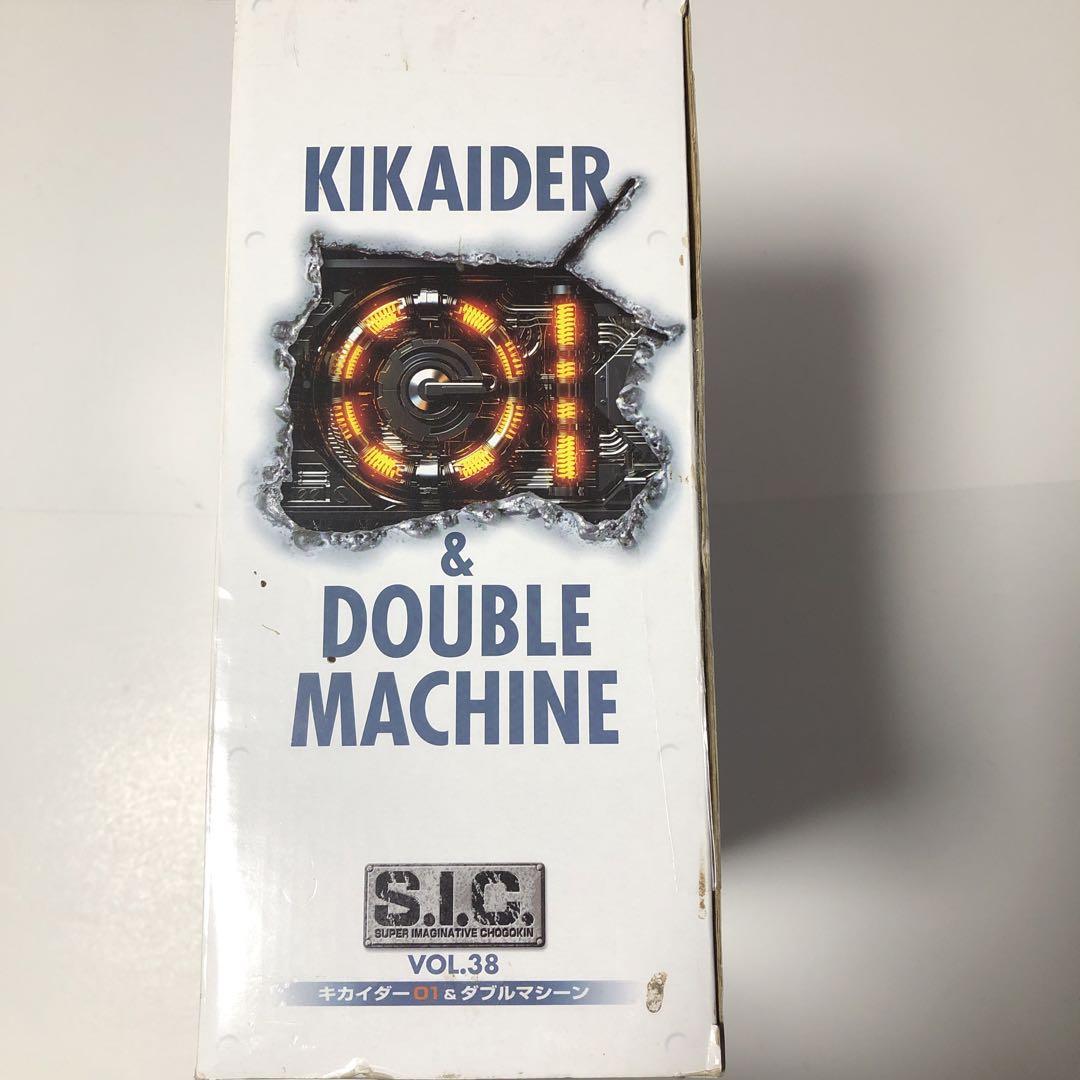 KIKAIDER
01
&
DOUBLE
MACHINE
S.I.C.
SUPER IMAGINATIVE CHOGOKIN
VOL.38
キカイダー01&ダブルマシーン